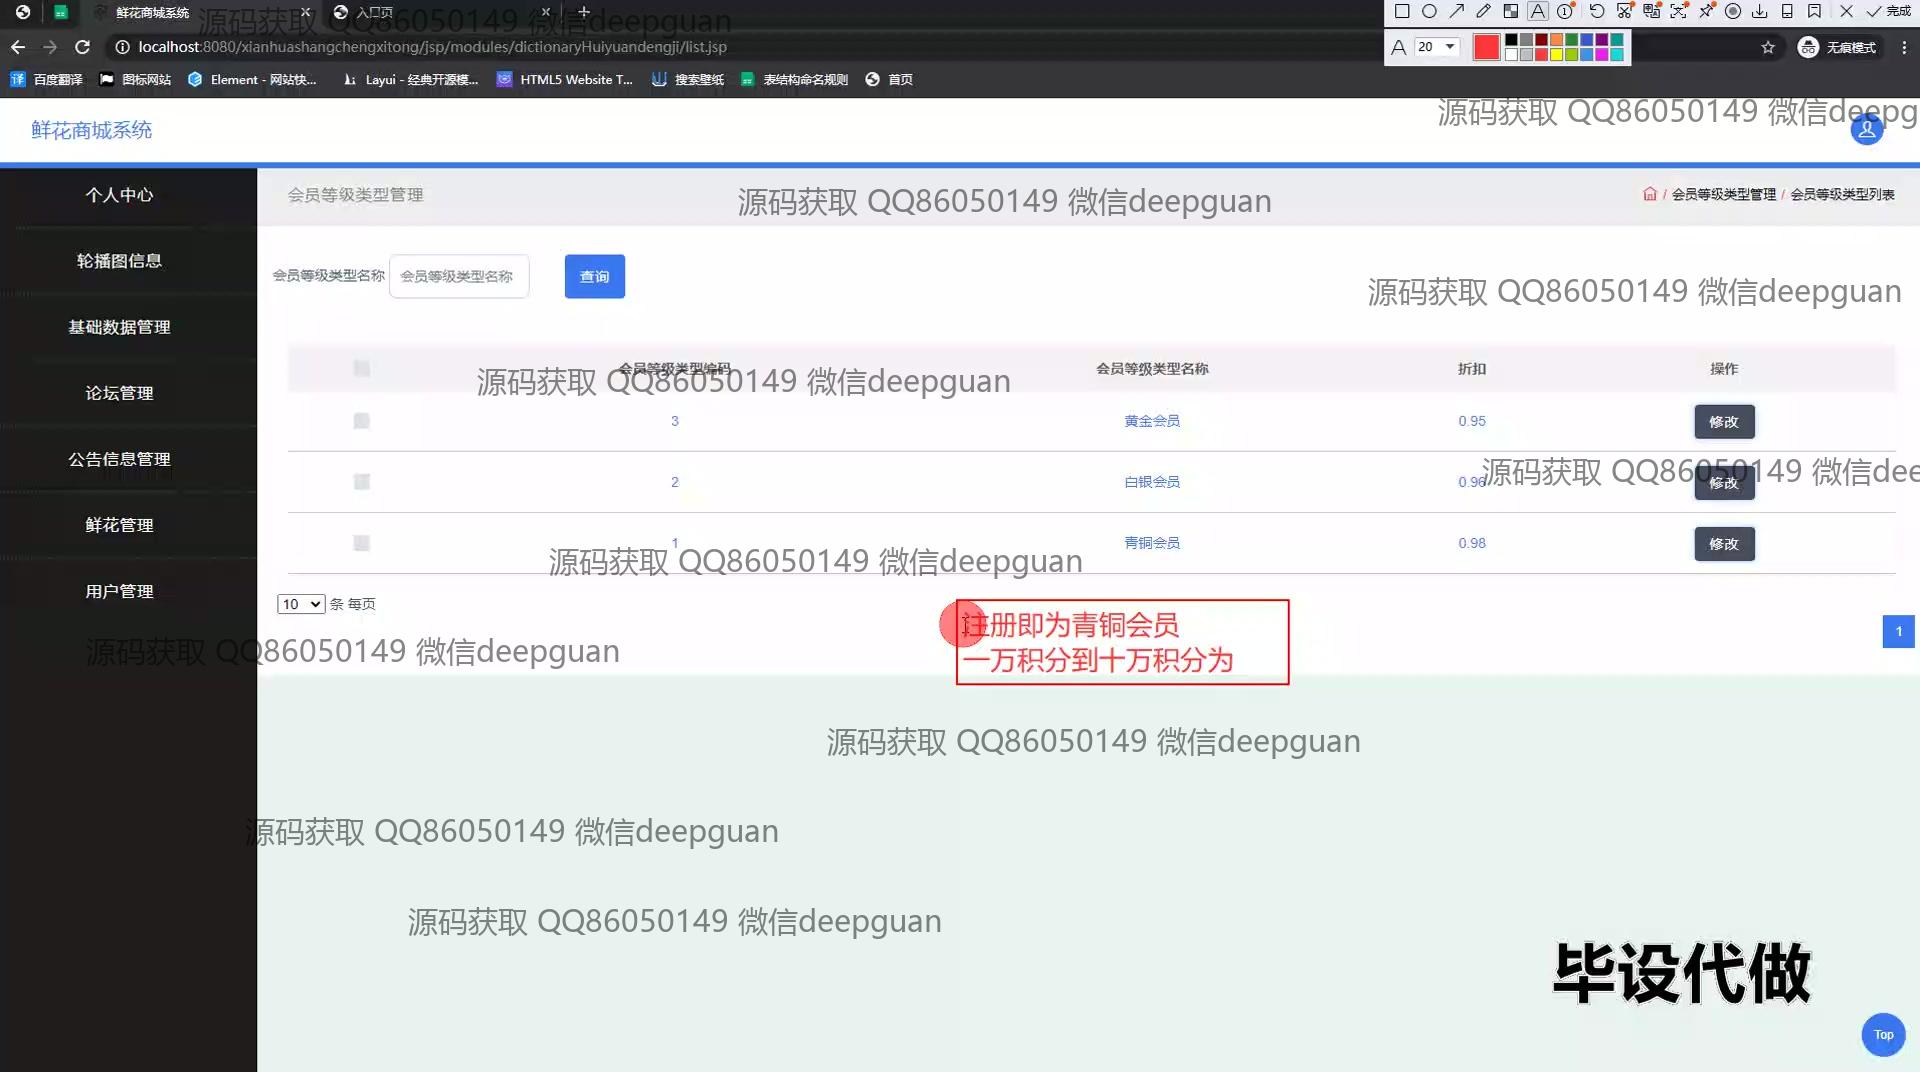 鲜花商城系统
入口页
完成
localhost:8080/xianhuashangchengxitong/jsp/modules/dictionaryHuiyuandengji/list.jsp
A 20
无痕模式
百度翻译 图标网站 Element - 网站快... Layui - 经典开源模... HTML5 Website T... 搜索壁纸 表结构命名规则 首页
源码获取 QQ86050149 微信deepguan
源码获取 QQ86050149 微信deepg
鲜花商城系统
个人中心
轮播图信息
基础数据管理
论坛管理
公告信息管理
鲜花管理
用户管理
会员等级类型管理
源码获取 QQ86050149 微信deepguan
/ 会员等级类型管理 / 会员等级类型列表
会员等级类型名称 会员等级类型名称 查询
源码获取 QQ86050149 微信deepguan
会员等级类型编码 会员等级类型名称 折扣 操作
源码获取 QQ86050149 微信deepguan
3 黄金会员 0.95 修改
2 白银会员 0.96 修改
源码获取 QQ86050149 微信dee
1 青铜会员 0.98 修改
源码获取 QQ86050149 微信deepguan
10 条 每页
注册即为青铜会员
一万积分到十万积分为
1
源码获取 QQ86050149 微信deepguan
源码获取 QQ86050149 微信deepguan
源码获取 QQ86050149 微信deepguan
源码获取 QQ86050149 微信deepguan
毕设代做
Top